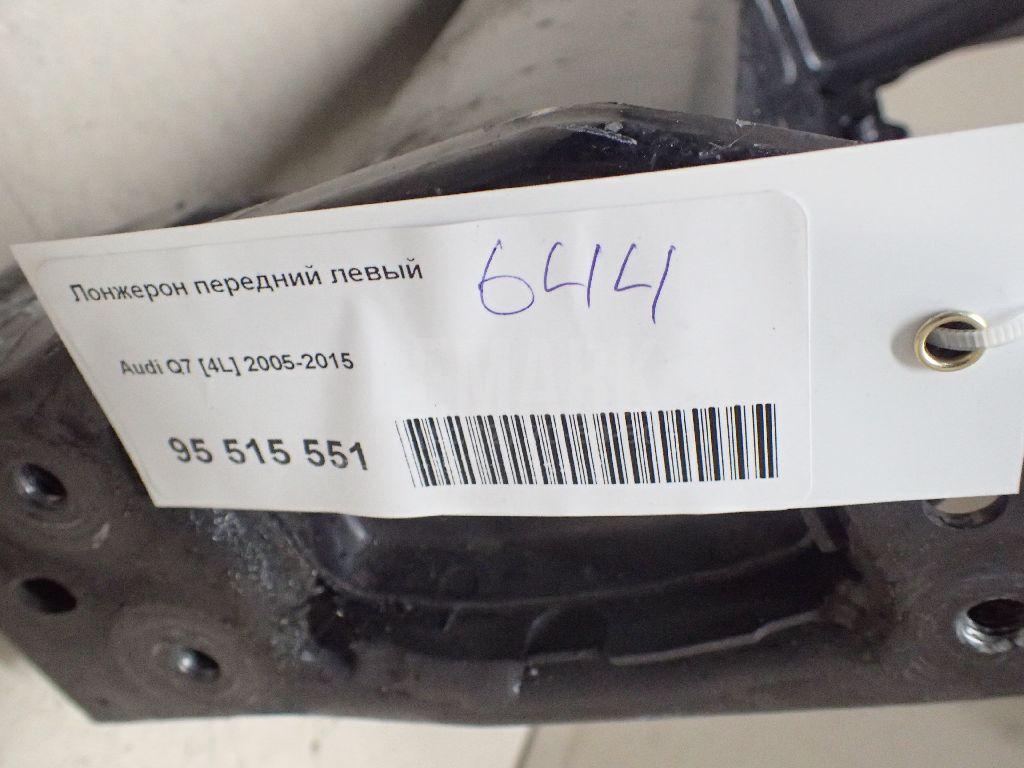 Лонжерон передний левый
644
Audi Q7 [4L] 2005-2015
95 515 551